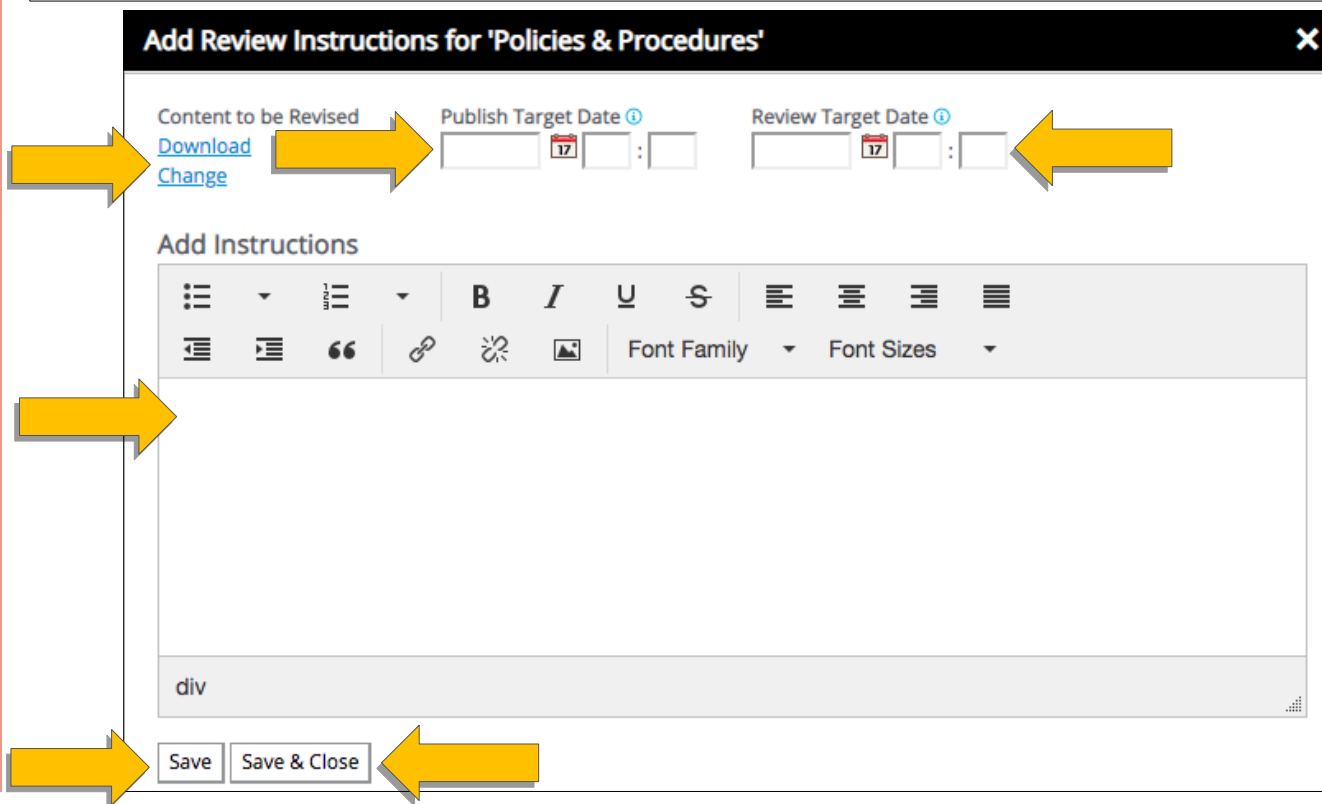 Add Review Instructions for 'Policies & Procedures'
Content to be Revised Publish Target Date Review Target Date
Download
17 : 17 :
Change
Add Instructions
B I U S
Font Family Font Sizes
div
Save Save & Close